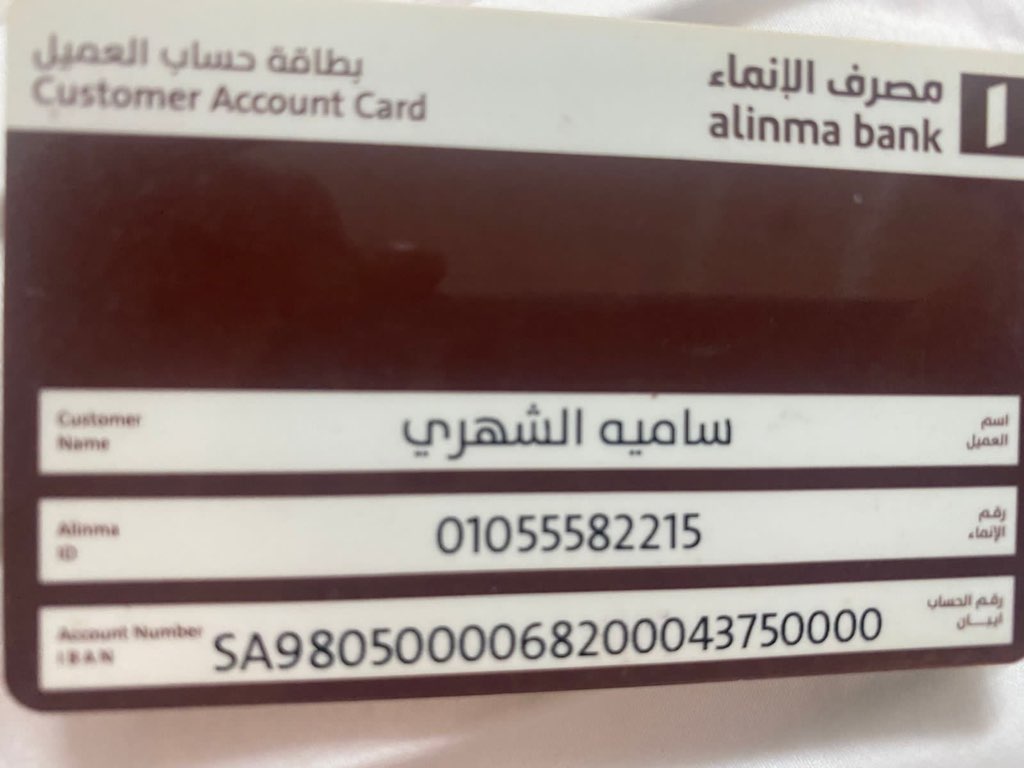 بطاقة حساب العميل
Customer Account Card
مصرف الإنماء
alinma bank
Customer Name
ساميه الشهري
اسم العميل
Alinma ID
01055582215
رقم الإنماء
Account Number IBAN
SA9805000068200043750000
رقم الحساب ايبان